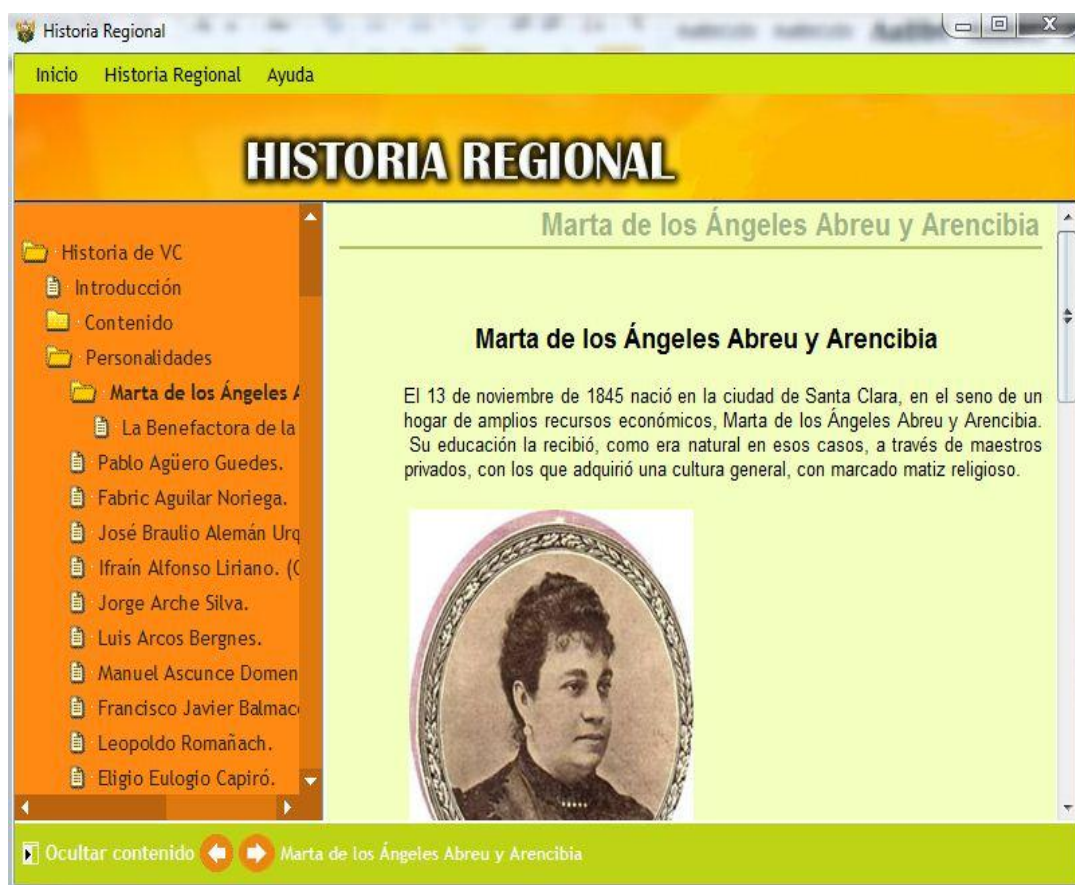 Historia Regional
Inicio Historia Regional Ayuda
HISTORIA REGIONAL
Historia de VC
Introducción
Contenido
Personalidades
Marta de los Ángeles A
La Benefactora de la
Pablo Agüero Guedes.
Fabric Aguilar Noriega.
José Braulio Alemán Urq
Ifraín Alfonso Liriano. (C
Jorge Arche Silva.
Luis Arcos Bergnes.
Manuel Ascunce Domen
Francisco Javier Balmac
Leopoldo Romañach.
Eligio Eulogio Capiró.
Marta de los Ángeles Abreu y Arencibia
Marta de los Ángeles Abreu y Arencibia
El 13 de noviembre de 1845 nació en la ciudad de Santa Clara, en el seno de un
hogar de amplios recursos económicos, Marta de los Ángeles Abreu y Arencibia.
Su educación la recibió, como era natural en esos casos, a través de maestros
privados, con los que adquirió una cultura general, con marcado matiz religioso.
Ocultar contenido Marta de los Ángeles Abreu y Arencibia